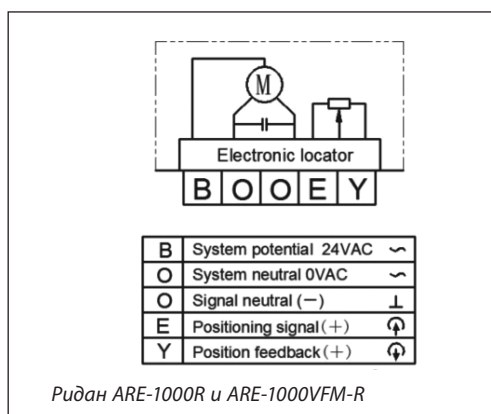 M
Electronic locator
B O O E Y
B System potential 24VAC ∽
O System neutral 0VAC ∽
O Signal neutral (—) ⊥
E Positioning signal (+)
Y Position feedback (+)
Ридан ARE-1000R и ARE-1000VFM-R